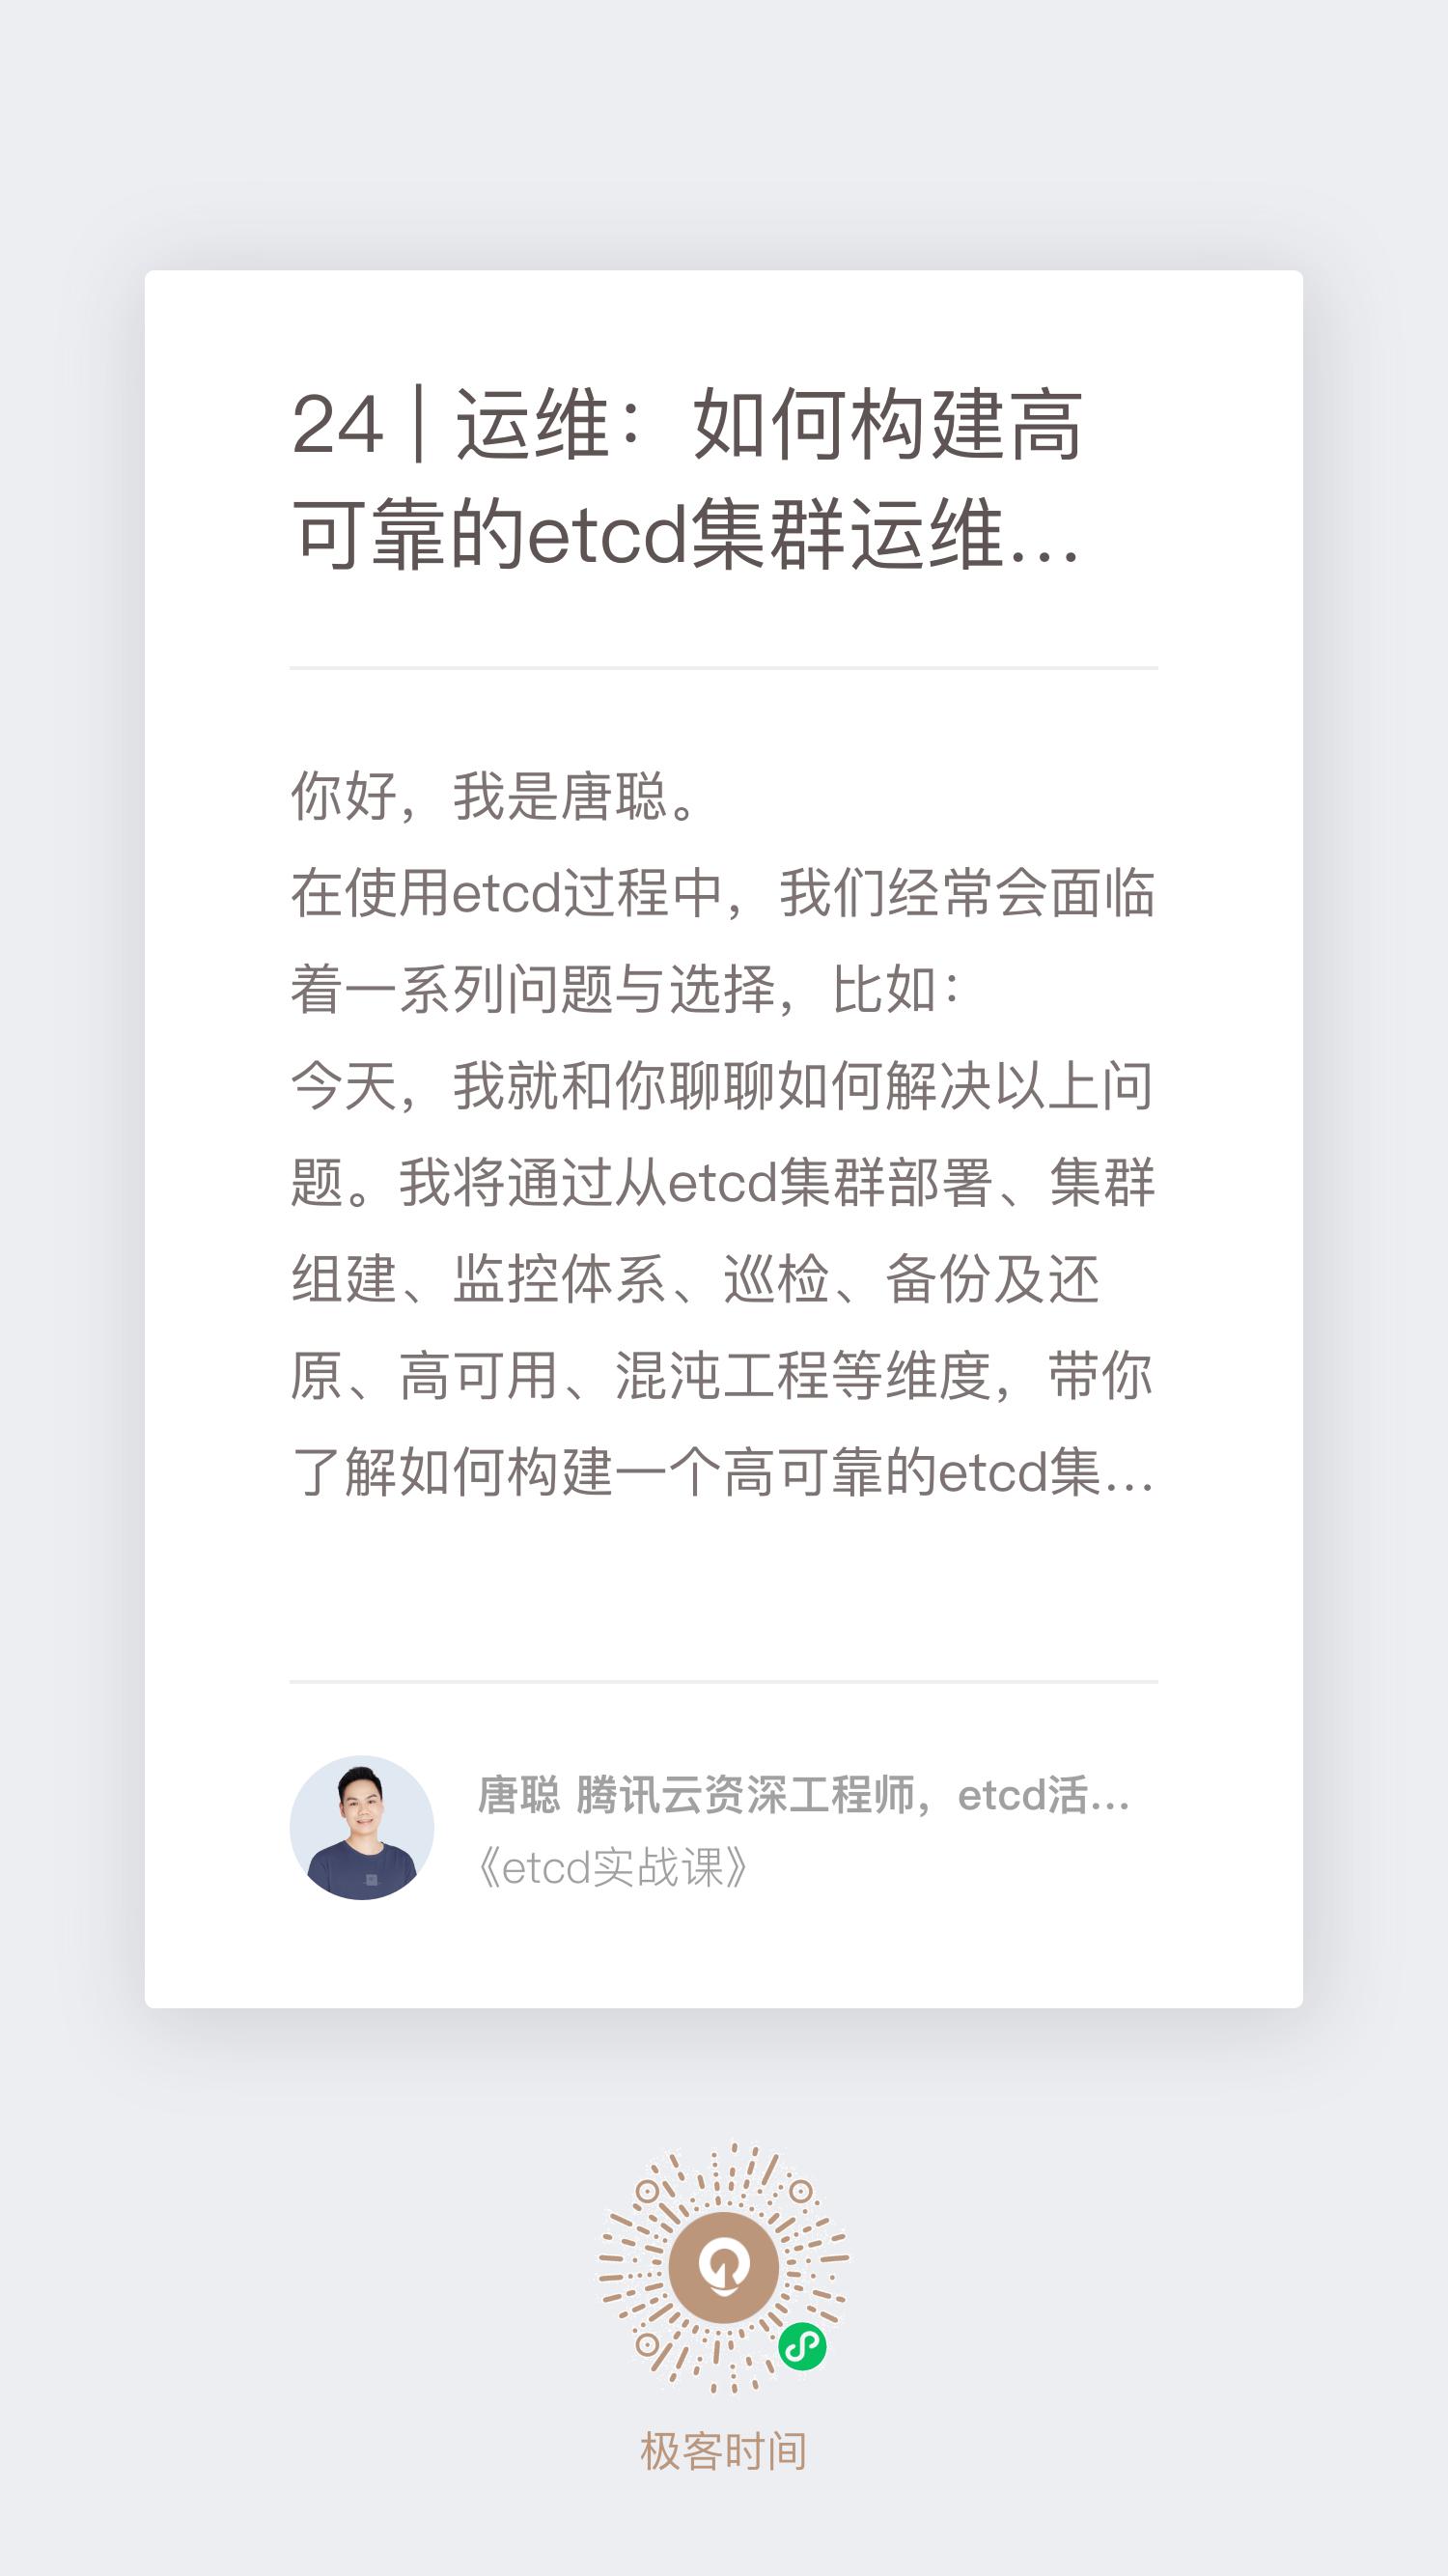 24 | 运维：如何构建高
可靠的etcd集群运维...
你好，我是唐聪。
在使用etcd过程中，我们经常会面临
着一系列问题与选择，比如：
今天，我就和你聊聊如何解决以上问
题。我将通过从etcd集群部署、集群
组建、监控体系、巡检、备份及还
原、高可用、混沌工程等维度，带你
了解如何构建一个高可靠的etcd集...
唐聪 腾讯云资深工程师，etcd活...
《etcd实战课》
极客时间